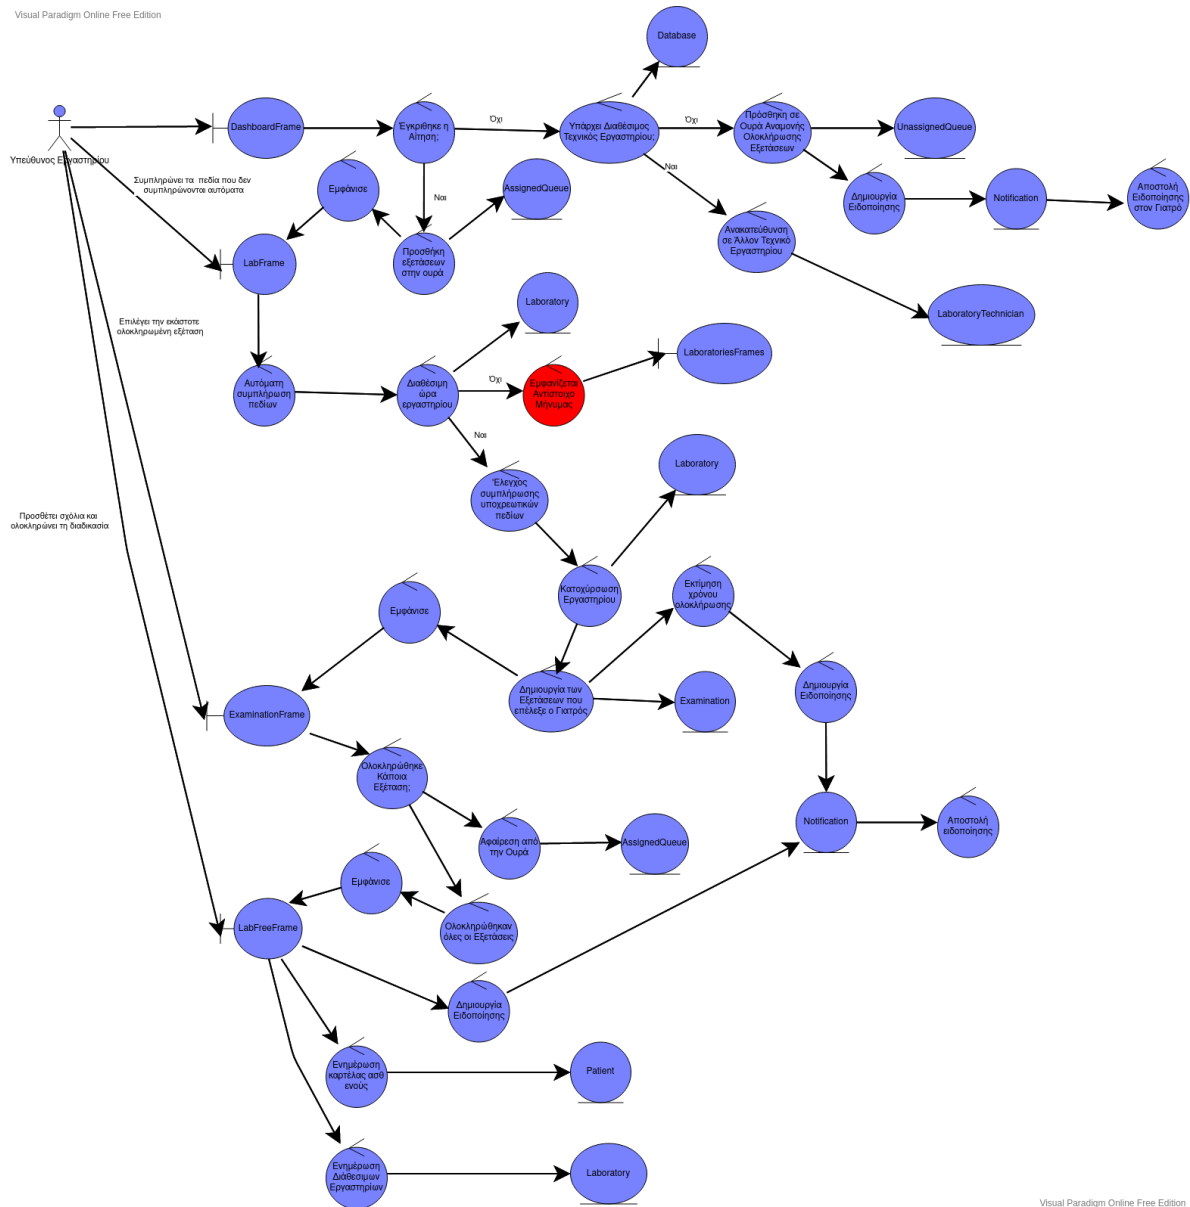 Visual Paradigm Online Free Edition
Database
DashboardFrame
Έγκριθηκε η
Αίτηση;
Όχι
Υπάρχει Διαθέσιμος
Τεχνικός Εργαστηρίου;
Όχι
Πρόσθηκη σε
Ουρά Αναμονής
Ολοκλήρωσης
Εξετάσεων
UnassignedQueue
Υπεύθυνος Εργαστηρίου
Συμπληρώνει τα πεδία που δεν
συμπληρώνονται αυτόματα
Εμφάνισε
Ναι
AssignedQueue
Ναι
Δημιουργία
Ειδοποίησης
Notification
Αποστολή
Ειδοποίησης
στον Γιατρό
LabFrame
Προσθήκη
εξετάσεων
στην ουρά
Ανακατεύθυνση
σε Άλλον Τεχνικό
Εργαστηρίου
Laboratory
LaboratoryTechnician
Επιλέγει την εκάστοτε
ολοκληρωμένη εξέταση
LaboratoriesFrames
Αυτόματη
συμπλήρωση
πεδίων
Διαθέσιμη
ώρα
εργαστηρίου
Όχι
Εμφανίζεται
Αντίστοιχο
Μήνυμας
Ναι
Laboratory
Έλεγχος
συμπλήρωσης
υποχρεωτικών
πεδίων
Προσθέτει σχόλια και
ολοκληρώνει τη διαδικασία
Κατοχύρσωση
Εργαστηρίου
Εκτίμηση
χρόνου
ολοκλήρωσης
Εμφάνισε
Δημιουργία των
Εξετάσεων που
επέλεξε ο Γιατρός
Examination
Δημιουργία
Ειδοποίησης
ExaminationFrame
Ολοκληρώθηκε
Κάποια
Εξέταση;
Notification
Αποστολή
ειδοποίησης
Αφαίρεση από
την Ουρά
AssignedQueue
Εμφάνισε
LabFreeFrame
Ολοκληρώθηκαν
όλες οι Εξετάσεις
Δημιουργία
Ειδοποίησης
Ενημέρωση
καρτέλας ασθ
ενούς
Patient
Ενημέρωση
Διάθεσιμων
Εργαστηρίων
Laboratory
Visual Paradigm Online Free Edition